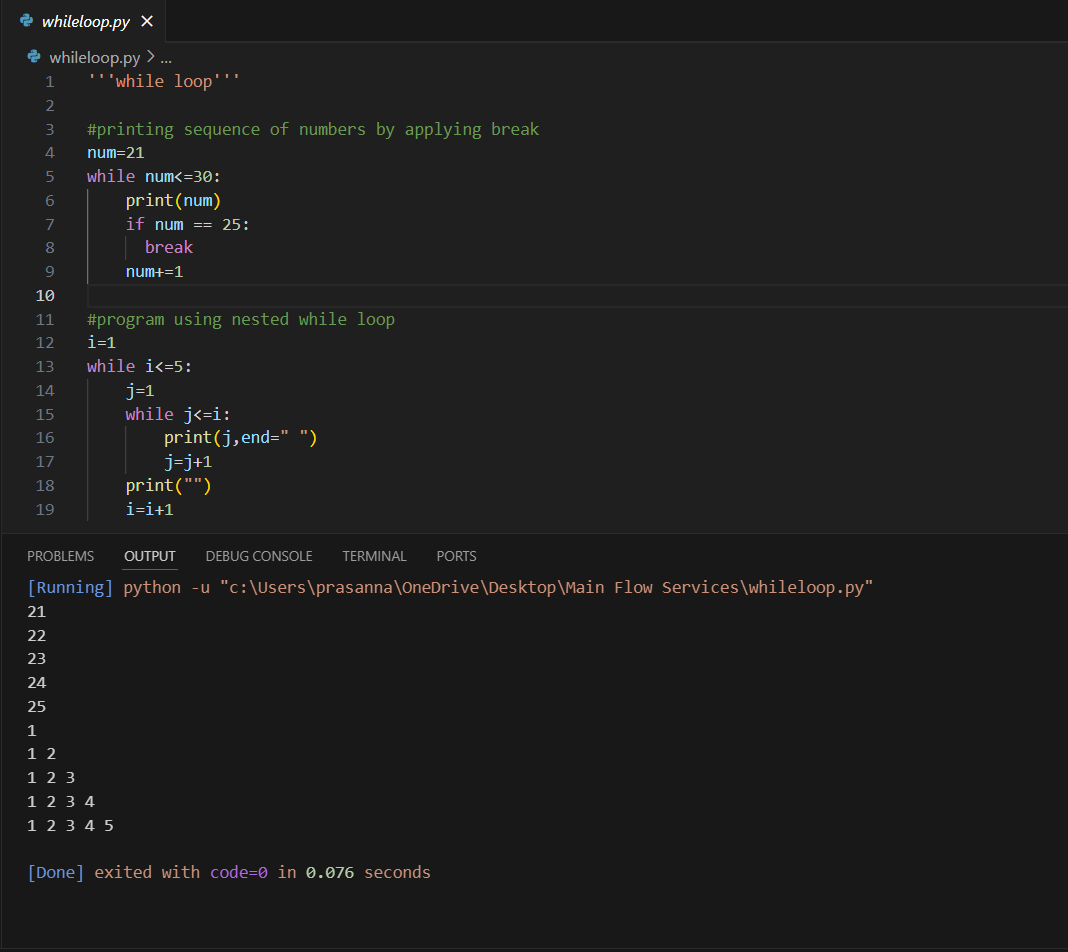 whileloop.py ×
whileloop.py > ...
1 '''while loop'''
2
3 #printing sequence of numbers by applying break
4 num=21
5 while num<=30:
6     print(num)
7     if num == 25:
8       break
9     num+=1
10
11 #program using nested while loop
12 i=1
13 while i<=5:
14     j=1
15     while j<=i:
16         print(j,end=" ")
17         j=j+1
18     print("")
19     i=i+1
PROBLEMS OUTPUT DEBUG CONSOLE TERMINAL PORTS
[Running] python -u "c:\Users\prasanna\OneDrive\Desktop\Main Flow Services\whileloop.py"
21
22
23
24
25
1
1 2
1 2 3
1 2 3 4
1 2 3 4 5
[Done] exited with code=0 in 0.076 seconds